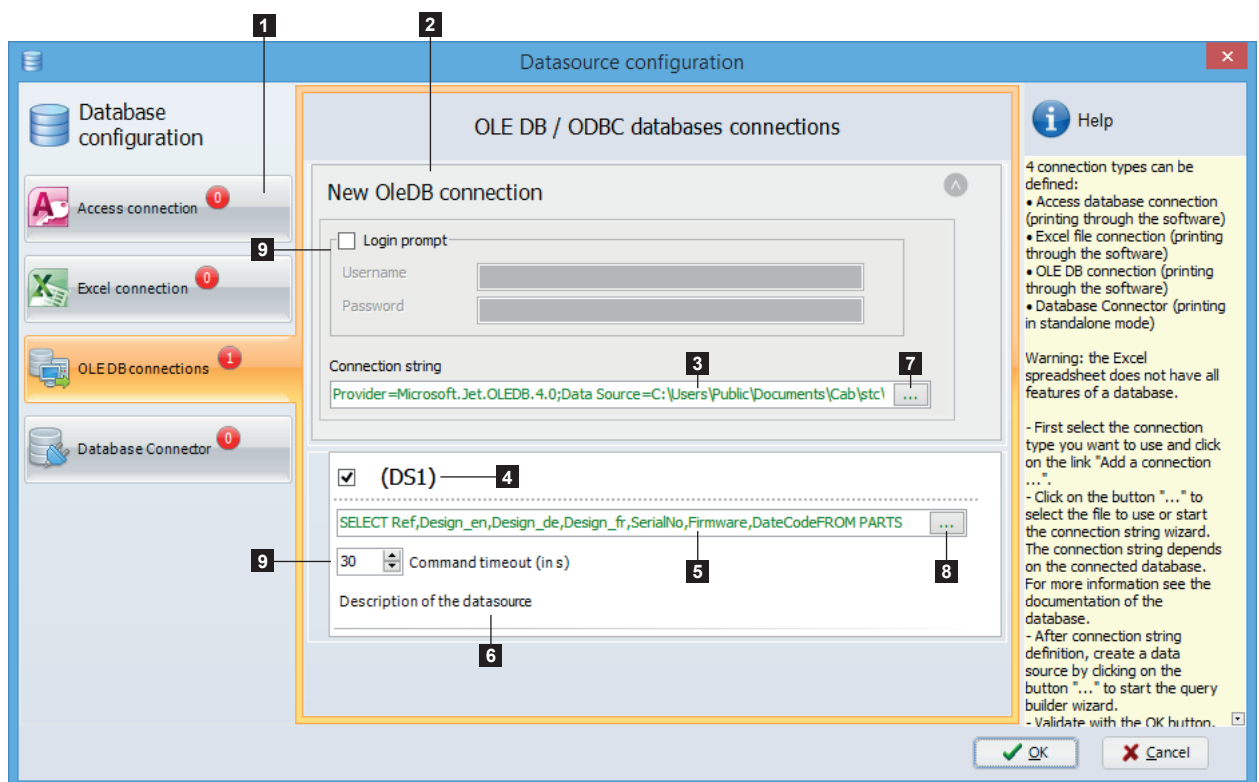 1
2
Datasource configuration
Database
configuration
Access connection
0
Excel connection
0
OLE DB connections
1
Database Connector
0
OLE DB / ODBC databases connections
New OleDB connection
9
Login prompt
Username
Password
Connection string
3
7
Provider=Microsoft.Jet.OLEDB.4.0;Data Source=C:\Users\Public\Documents\Cab\stc\
...
(DS1)
4
SELECT Ref,Design_en,Design_de,Design_fr,SerialNo,Firmware,DateCodeFROM PARTS
...
9
30
Command timeout (in s)
5
8
Description of the datasource
6
Help
4 connection types can be
defined:
• Access database connection
(printing through the software)
• Excel file connection (printing
through the software)
• OLE DB connection (printing
through the software)
• Database Connector (printing
in standalone mode)
Warning: the Excel
spreadsheet does not have all
features of a database.
- First select the connection
type you want to use and click
on the link "Add a connection
...".
- Click on the button "..." to
select the file to use or start
the connection string wizard.
The connection string depends
on the connected database.
For more information see the
documentation of the
database.
- After connection string
definition, create a data
source by clicking on the
button "..." to start the query
builder wizard.
- Validate with the OK button.
OK
Cancel